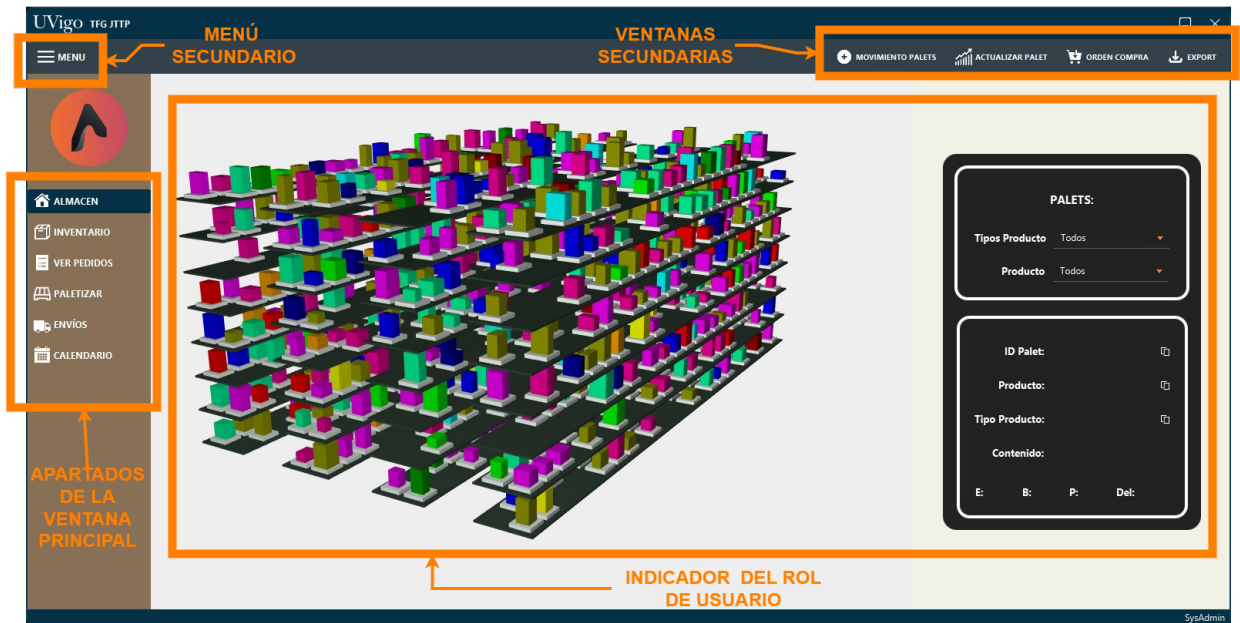 UVigo TFG JTTP
MENU
MENÚ
SECUNDARIO
VENTANAS
SECUNDARIAS
MOVIMIENTO PALETS
ACTUALIZAR PALET
ORDEN COMPRA
EXPORT
ALMACEN
INVENTARIO
VER PEDIDOS
PALETIZAR
ENVÍOS
CALENDARIO
APARTADOS
DE LA
VENTANA
PRINCIPAL
PALETS:
Tipos Producto Todos
Producto Todos
ID Palet:
Producto:
Tipo Producto:
Contenido:
E: B: P: Del:
INDICADOR DEL ROL
DE USUARIO
SysAdmin